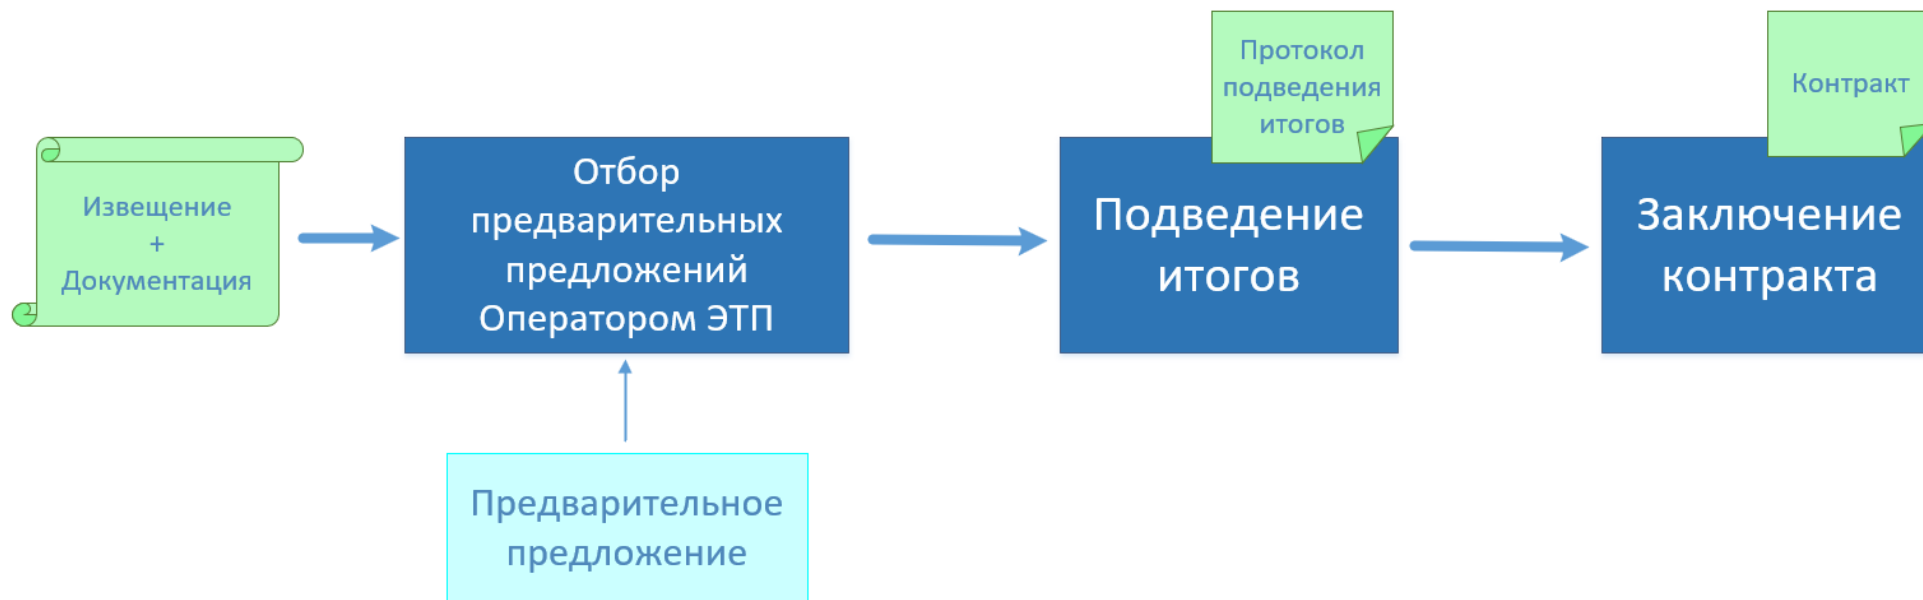 Извещение
+
Документация
Отбор
предварительных
предложений
Оператором ЭТП
Предварительное
предложение
Протокол
подведения
итогов
Подведение
итогов
Контракт
Заключение
контракта